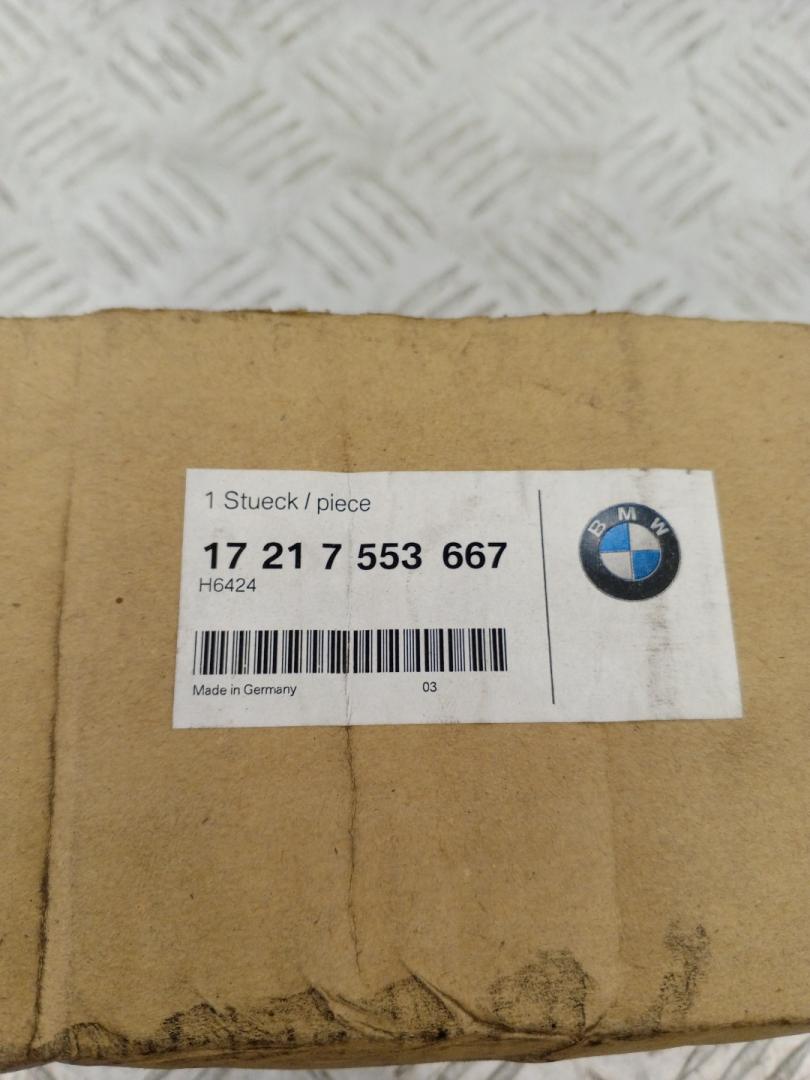 1 Stueck / piece
17 21 7 553 667
H6424
Made in Germany 03
BMW